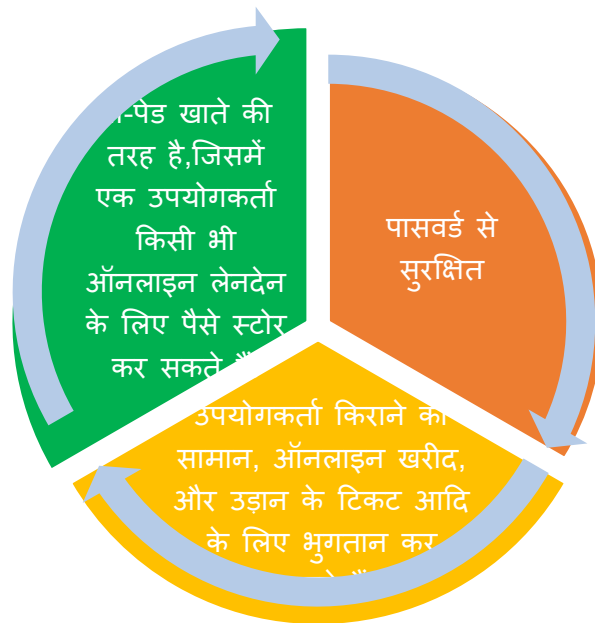 -पेड खाते की
तरह है,जिसमें
एक उपयोगकर्ता
किसी भी
ऑनलाइन लेनदेन
के लिए पैसे स्टोर
कर सकते
पासवर्ड से
सुरक्षित
उपयोगकर्ता किराने का
सामान, ऑनलाइन खरीद,
और उड़ान के टिकट आदि
के लिए भुगतान कर